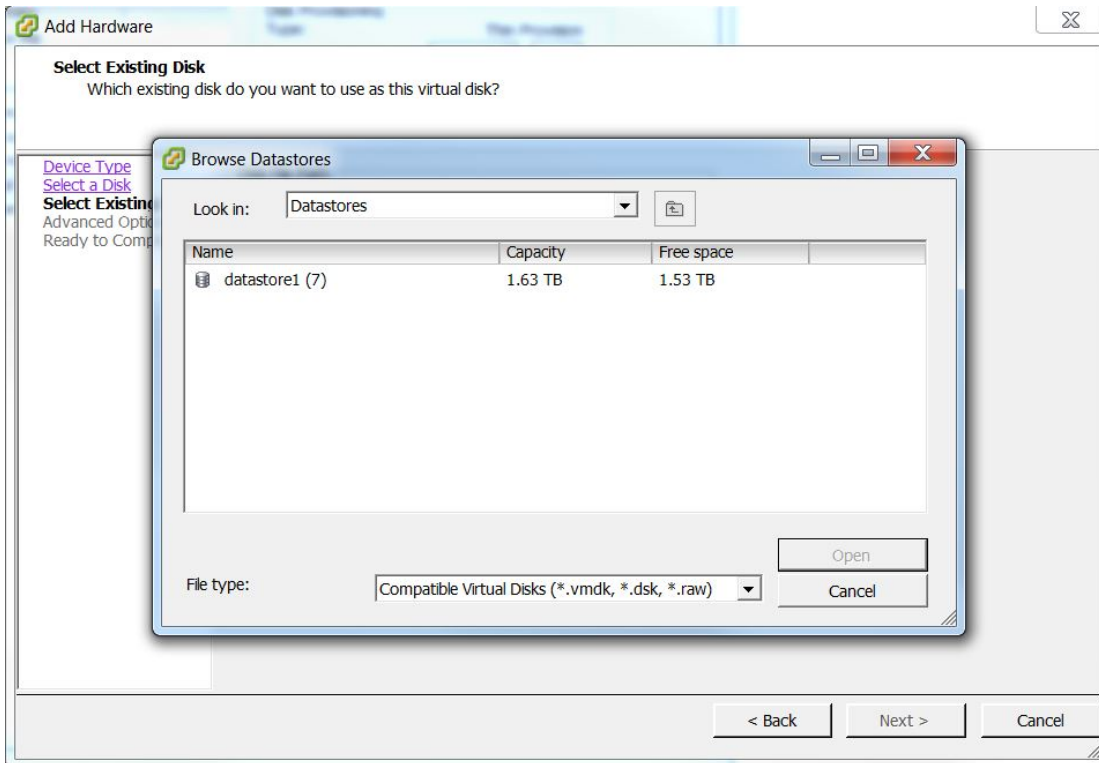 Add Hardware
Select Existing Disk
Which existing disk do you want to use as this virtual disk?
Device Type
Select a Disk
Select Existing
Advanced
Ready to
Browse Datastores
Look in: Datastores
Name Capacity Free space
datastore1 (7) 1.63 TB 1.53 TB
Open
File type: Compatible Virtual Disks (*.vmdk, *.dsk, *.raw)
Cancel
< Back Next > Cancel